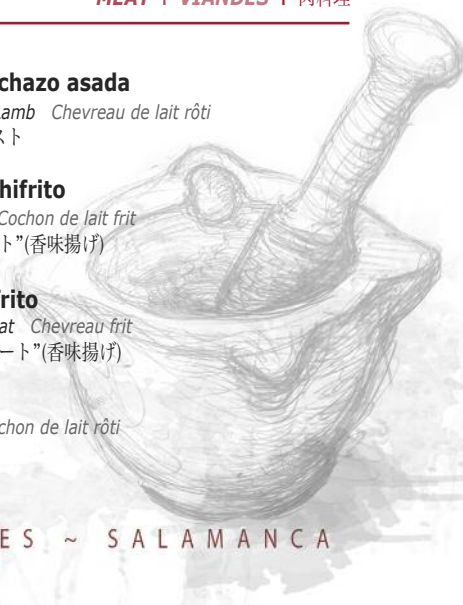 MEAT | VIANDES | 肉料理
chazo asada
amb Chevreau de lait rôti
スト
hifrito
Cochon de lait frit
ト”(香味揚げ)
rito
at Chevreau frit
ート”(香味揚げ)
chon de lait rôti
ES ~ SALAMANCA